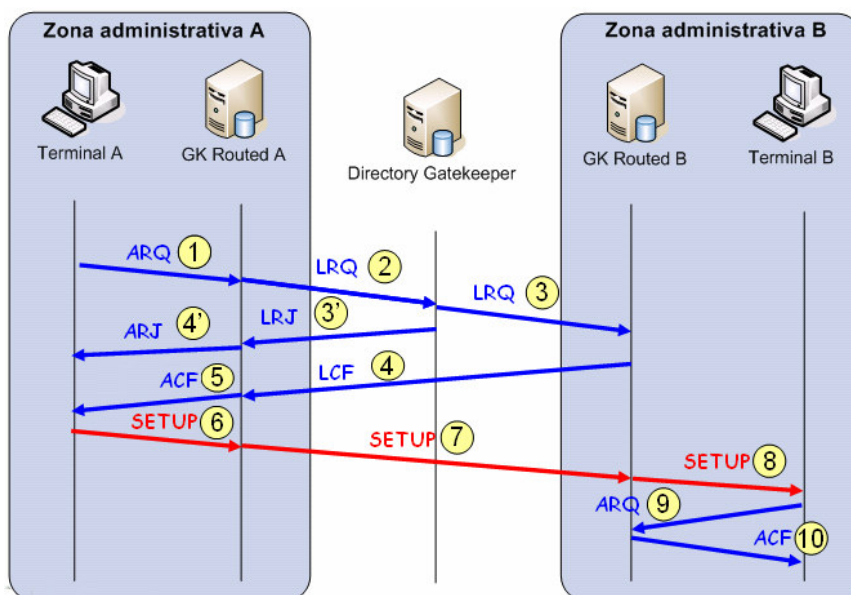 Zona administrativa A
Zona administrativa B
Terminal A
GK Routed A
Directory Gatekeeper
GK Routed B
Terminal B
ARQ 1
LRQ 2
LRQ 3
LRJ 3'
ARJ 4'
LCF 4
ACF 5
SETUP 6
SETUP 7
SETUP 8
ARQ 9
ACF 10